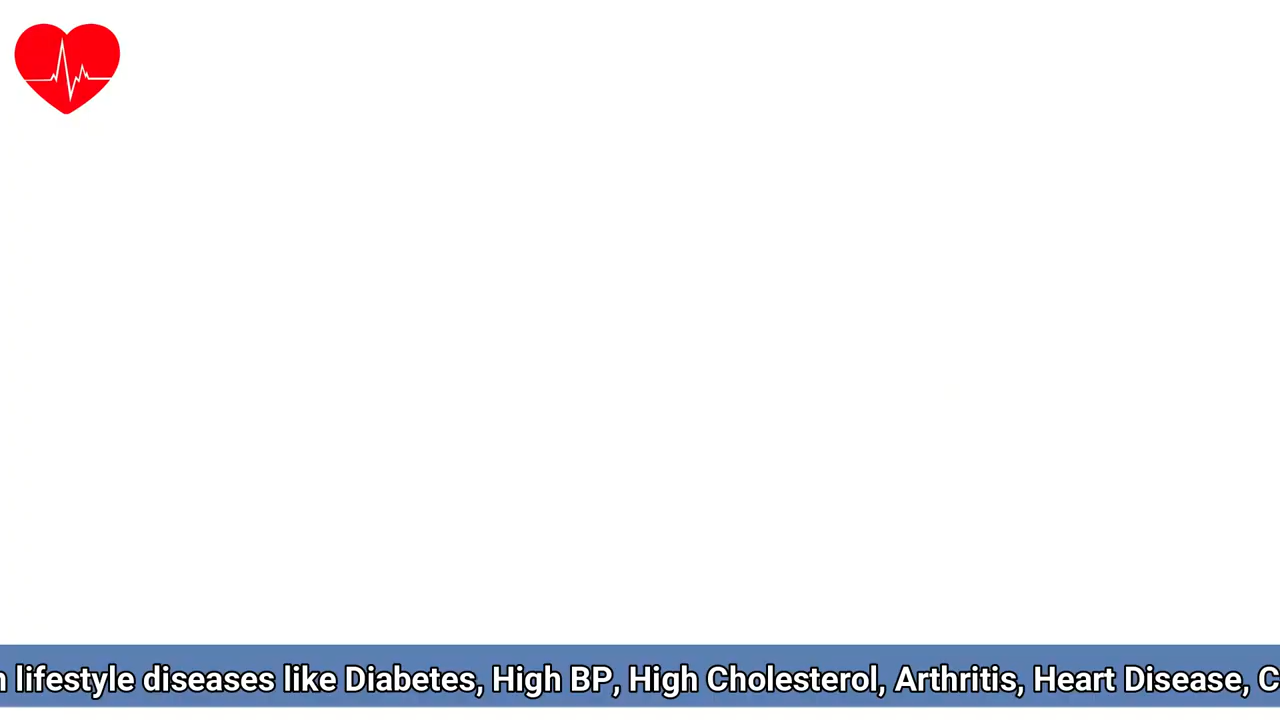 lifestyle diseases like Diabetes, High BP, High Cholesterol, Arthritis, Heart Disease,